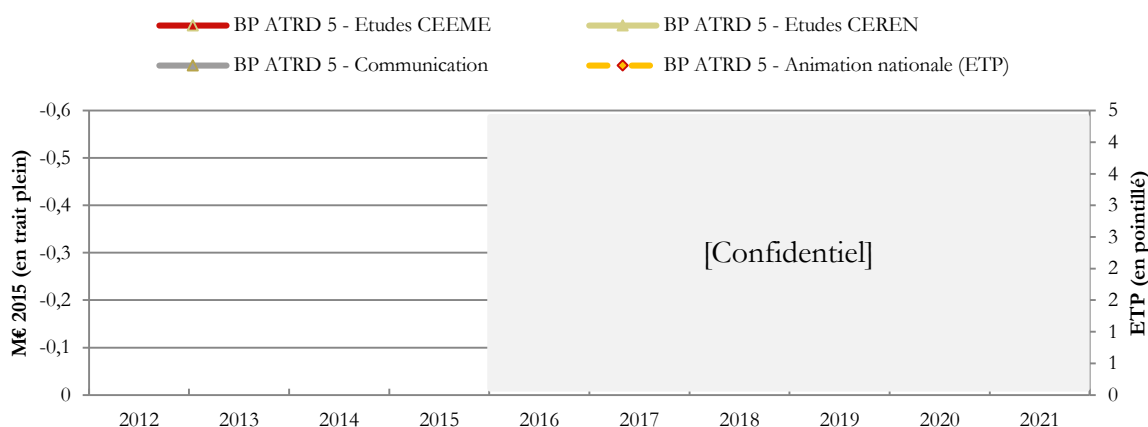 BP ATRD 5 - Etudes CEEME
BP ATRD 5 - Etudes CEREN
BP ATRD 5 - Communication
BP ATRD 5 - Animation nationale (ETP)
M€ 2015 (en trait plein)
-0,6
-0,5
-0,4
-0,3
-0,2
-0,1
0
[Confidentiel]
5
4
4
3
3
2
2
1
1
0
ETP (en pointillé)
2012 2013 2014 2015 2016 2017 2018 2019 2020 2021